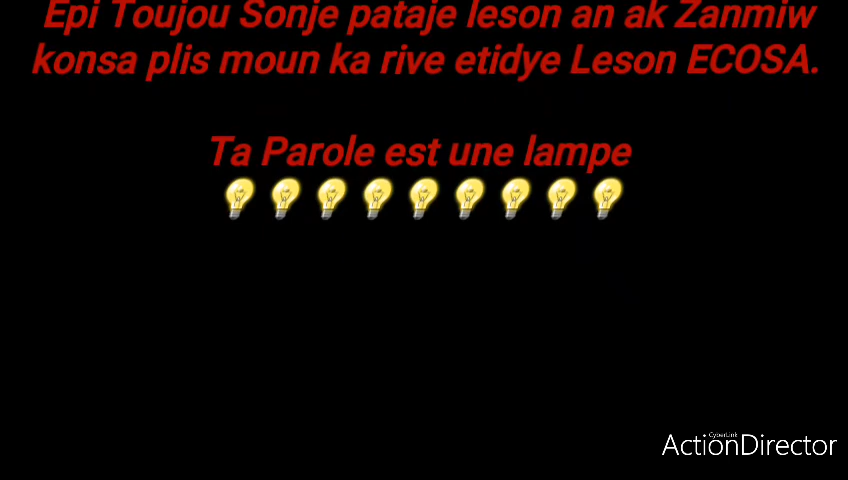 Epi Toujou Sonje pataje leson an ak Zanmiw
konsa plis moun ka rive etidye Leson ECOSA.
Ta Parole est une lampe
💡💡💡💡💡💡💡💡💡
CyberLink
ActionDirector